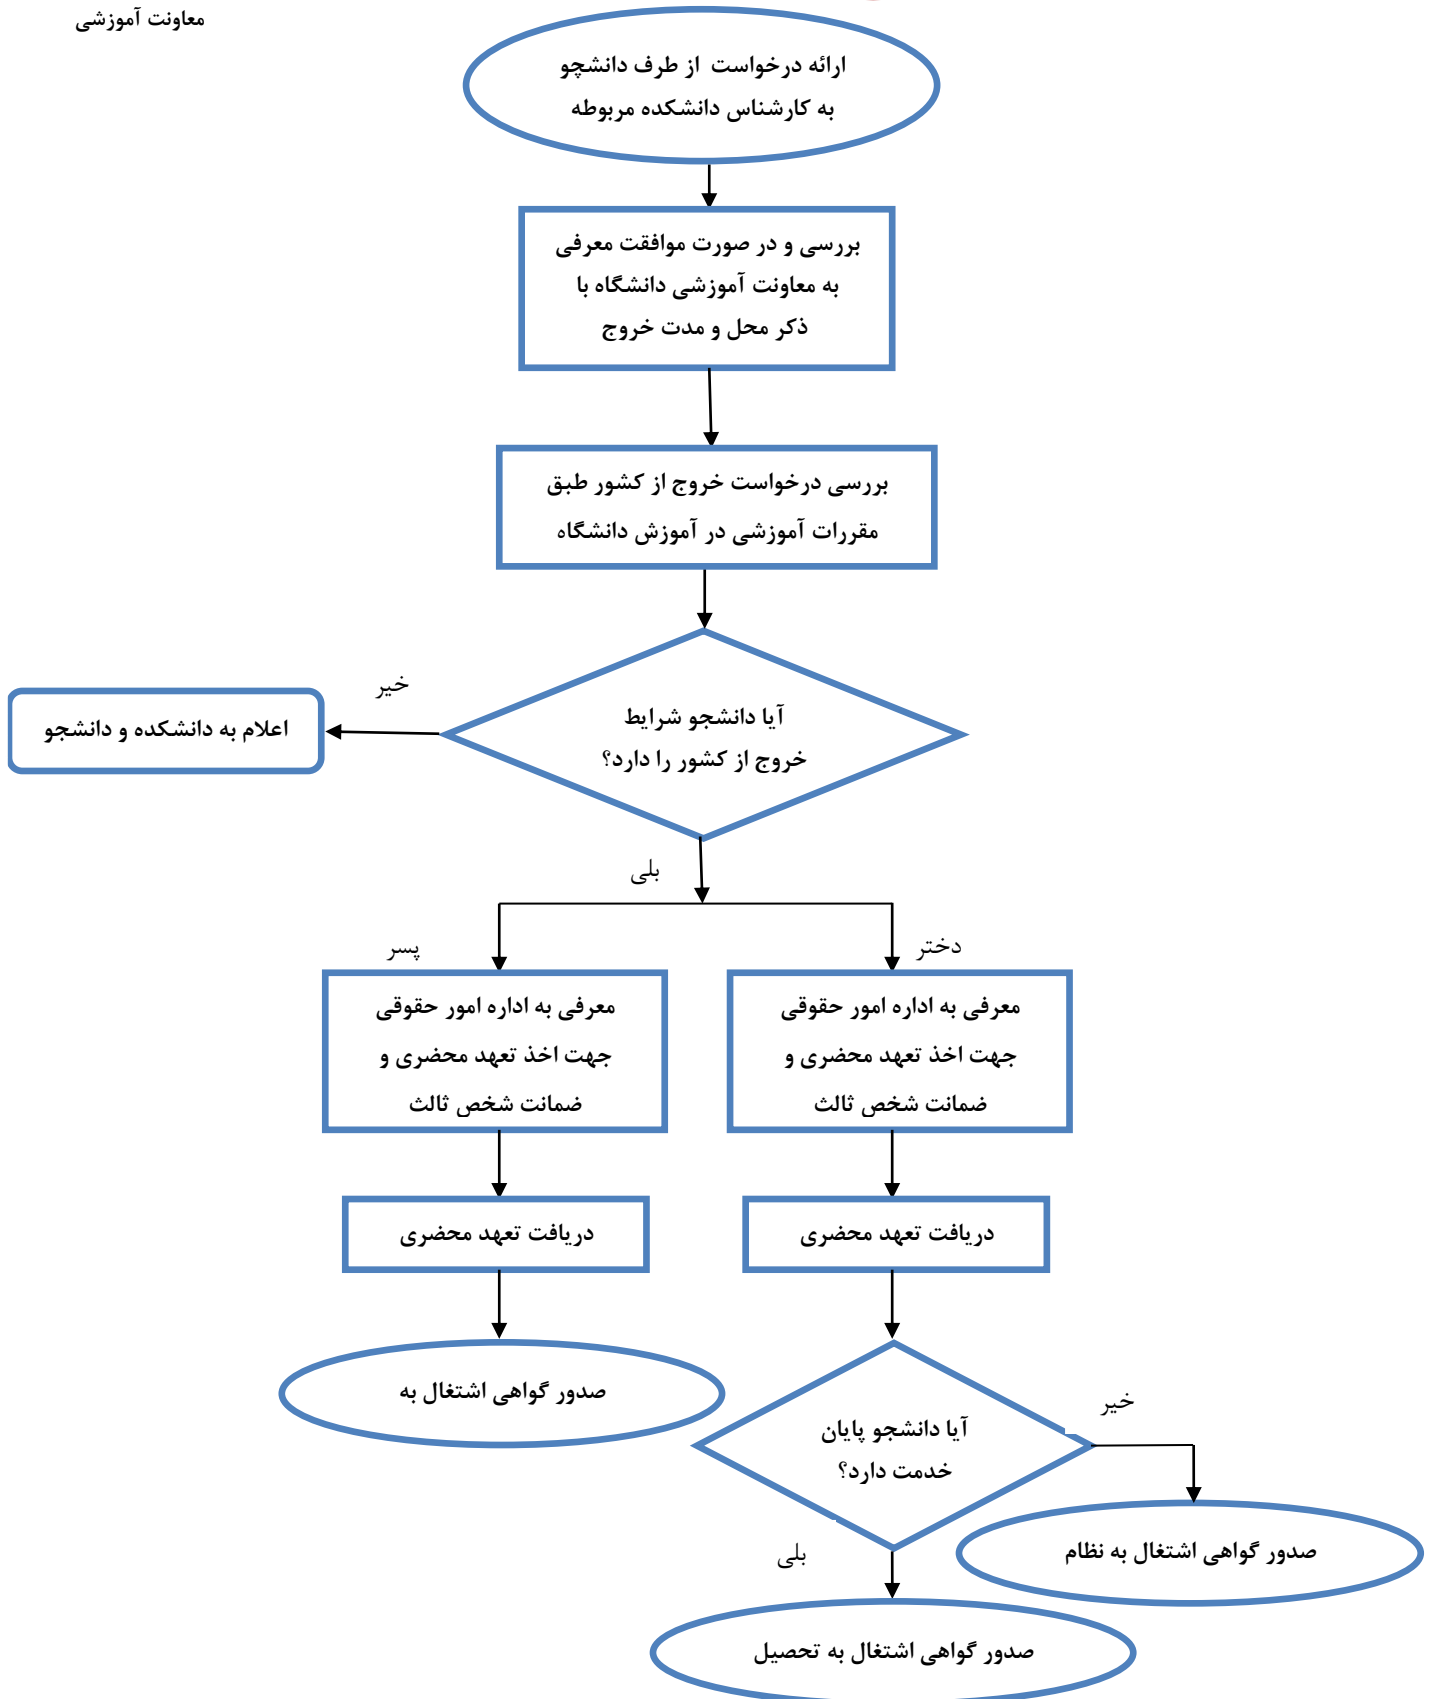 معاونت آموزشی
ارائه درخواست از طرف دانشچو
به کارشناس دانشکده مربوطه
بررسی و در صورت موافقت معرفی
به معاونت آموزشی دانشگاه با
ذکر محل و مدت خروج
بررسی درخواست خروج از کشور طبق
مقررات آموزشی در آموزش دانشگاه
آیا دانشجو شرایط
خروج از کشور را دارد؟
خیر
اعلام به دانشکده و دانشجو
بلی
دختر
پسر
معرفی به اداره امور حقوقی
جهت اخذ تعهد محضری و
ضمانت شخص ثالث
معرفی به اداره امور حقوقی
جهت اخذ تعهد محضری و
ضمانت شخص ثالث
دریافت تعهد محضری
دریافت تعهد محضری
صدور گواهی اشتغال به
آیا دانشجو پایان
خدمت دارد؟
خیر
صدور گواهی اشتغال به نظام
بلی
صدور گواهی اشتغال به تحصیل